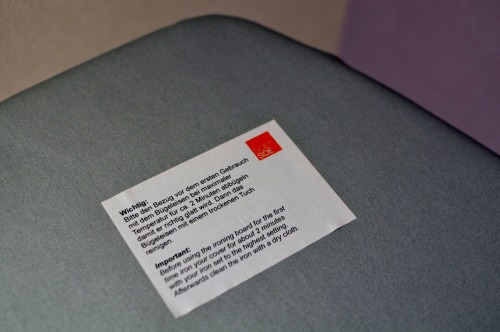 SIDE
Wichtig:
Bitte den Bezug vor dem ersten Gebrauch
mit dem Bügeleisen bei maximaler
Temperatur für ca. 2 Minuten abbügeln
damit er richtig glatt wird. Dann das
Bügeleisen mit einem trockenen Tuch
reinigen.
Important:
Before using the ironing board for the first
time iron your cover for about 2 minutes
with your iron set to the highest setting.
Afterwards clean the iron with a dry cloth.